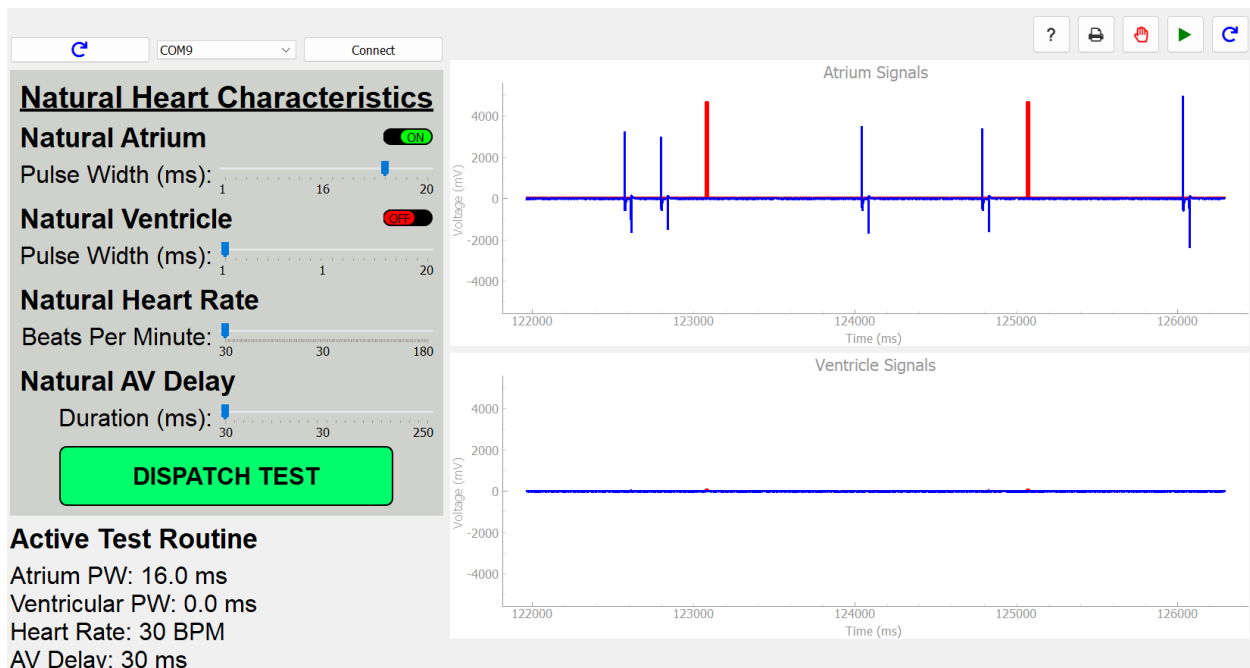 COM9
Connect
?
Natural Heart Characteristics
Natural Atrium
ON
Pulse Width (ms):
1 16 20
Natural Ventricle
OFF
Pulse Width (ms):
1 1 20
Natural Heart Rate
Beats Per Minute:
30 30 180
Natural AV Delay
Duration (ms):
30 30 250
DISPATCH TEST
Active Test Routine
Atrium PW: 16.0 ms
Ventricular PW: 0.0 ms
Heart Rate: 30 BPM
AV Delay: 30 ms
Atrium Signals
Voltage (mV)
4000
2000
0
-2000
-4000
122000 123000 124000 125000 126000
Time (ms)
Ventricle Signals
Voltage (mV)
4000
2000
0
-2000
-4000
122000 123000 124000 125000 126000
Time (ms)